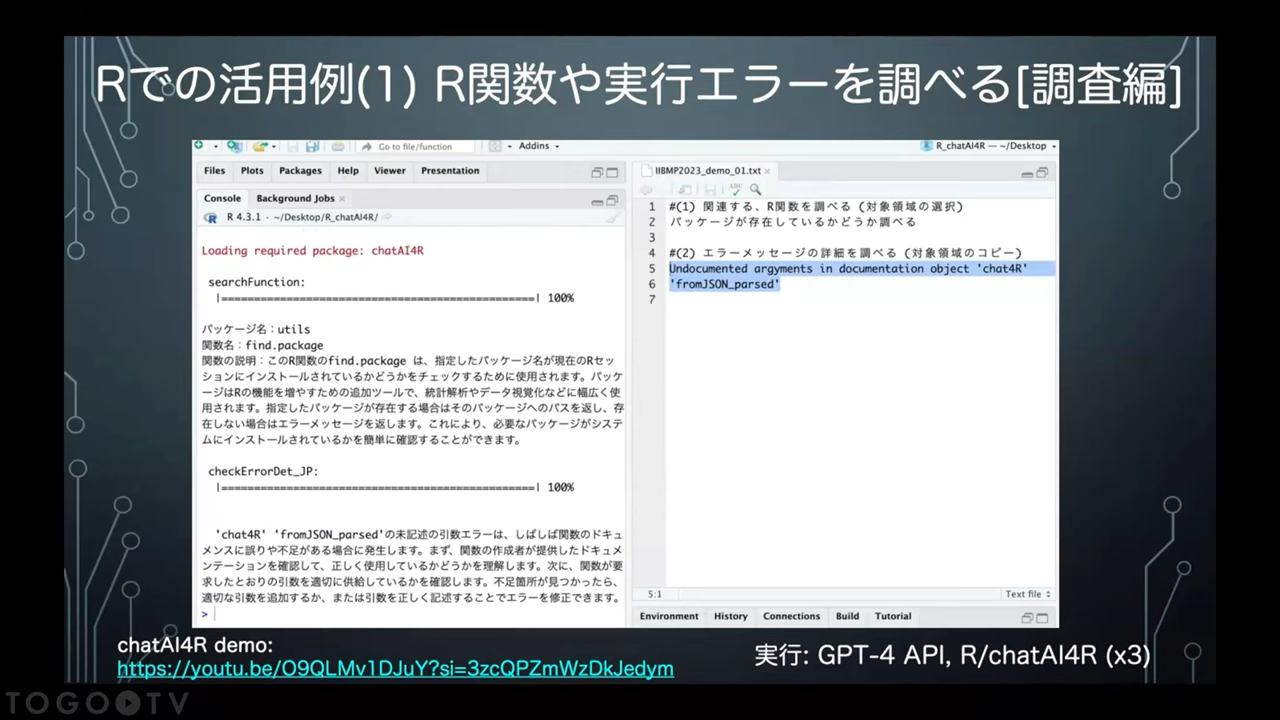 Rでの活用例(1) R関数や実行エラーを調べる[調査編]
Go to file/function
Addins
R_chatAI4R — ~/Desktop
Files Plots Packages Help Viewer Presentation
Console Background Jobs
R 4.3.1 · ~/Desktop/R_chatAI4R/
Loading required package: chatAI4R
searchFunction:
|==================================================| 100%
パッケージ名：utils
関数名：find.package
関数の説明：このR関数のfind.package は、指定したパッケージ名が現在のRセッ
ションにインストールされているかどうかをチェックするために使用されます。パッケ
ージはRの機能を増やすための追加ツールで、統計解析やデータ視覚化などに幅広く使
用されます。指定したパッケージが存在する場合はそのパッケージへのパスを返し、存
在しない場合はエラーメッセージを返します。これにより、必要なパッケージがシステ
ムにインストールされているかを簡単に確認することができます。
checkErrorDet_JP:
|==================================================| 100%
'chat4R' 'fromJSON_parsed'の未記述の引数エラーは、しばしば関数のドキュ
メンスに誤りや不足がある場合に発生します。まず、関数の作成者が提供したドキュメ
ンテーションを確認して、正しく使用しているかどうかを理解します。次に、関数が要
求したとおりの引数を適切に供給しているかを確認します。不足箇所が見つかったら、
適切な引数を追加するか、または引数を正しく記述することでエラーを修正できます。
>
IIBMP2023_demo_01.txt
ABC
1 #(1) 関連する、R関数を調べる (対象領域の選択)
2 パッケージが存在しているかどうか調べる
3
4 #(2) エラーメッセージの詳細を調べる (対象領域のコピー)
5 Undocumented argyments in documentation object 'chat4R'
6 'fromJSON_parsed'
7
5:1 Text file
Environment History Connections Build Tutorial
chatAI4R demo:
https://youtu.be/O9QLMv1DJuY?si=3zcQPZmWzDkJedym
実行: GPT-4 API, R/chatAI4R (x3)
TOGO TV